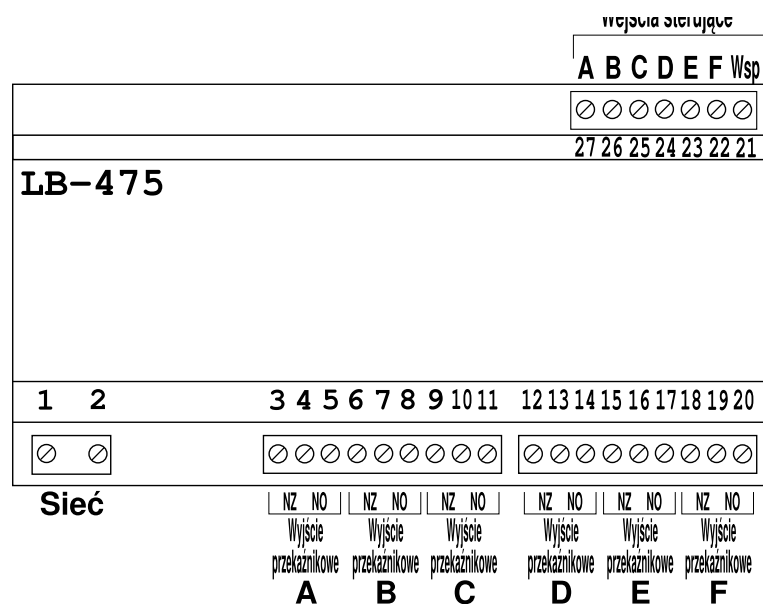 Wejścia sterujące
A B C D E F Wsp
27 26 25 24 23 22 21
LB-475
1 2 3 4 5 6 7 8 9 10 11 12 13 14 15 16 17 18 19 20
Sieć
NZ NO NZ NO NZ NO NZ NO NZ NO NZ NO
Wyjście Wyjście Wyjście Wyjście Wyjście Wyjście
przekaźnikowe przekaźnikowe przekaźnikowe przekaźnikowe przekaźnikowe przekaźnikowe
A B C D E F